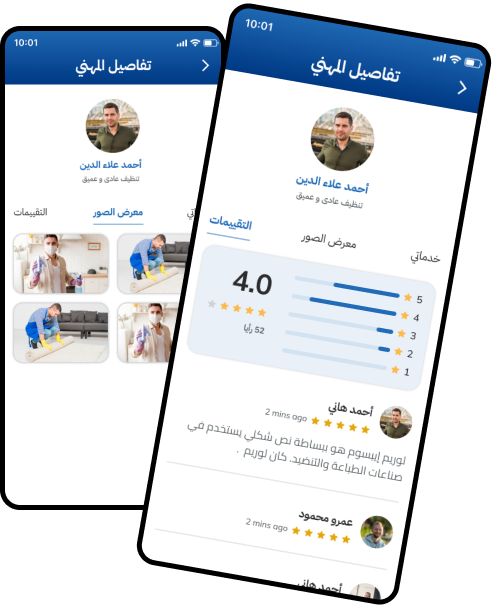 10:01
تفاصيل المهني
أحمد علاء الدين
تنظيف عادى و عميق
معرض الصور
التقييمات
10:01
تفاصيل المهني
أحمد علاء الدين
تنظيف عادى و عميق
خدماتي
معرض الصور
التقييمات
4.0
52 رأيا
5
4
3
2
1
أحمد هاني
2 mins ago
لوريم إيبسوم هو ببساطة نص شكلي يستخدم في
صناعات الطباعة والتنضيد. كان لوريم .
عمرو محمود
2 mins ago
أحمد هاني